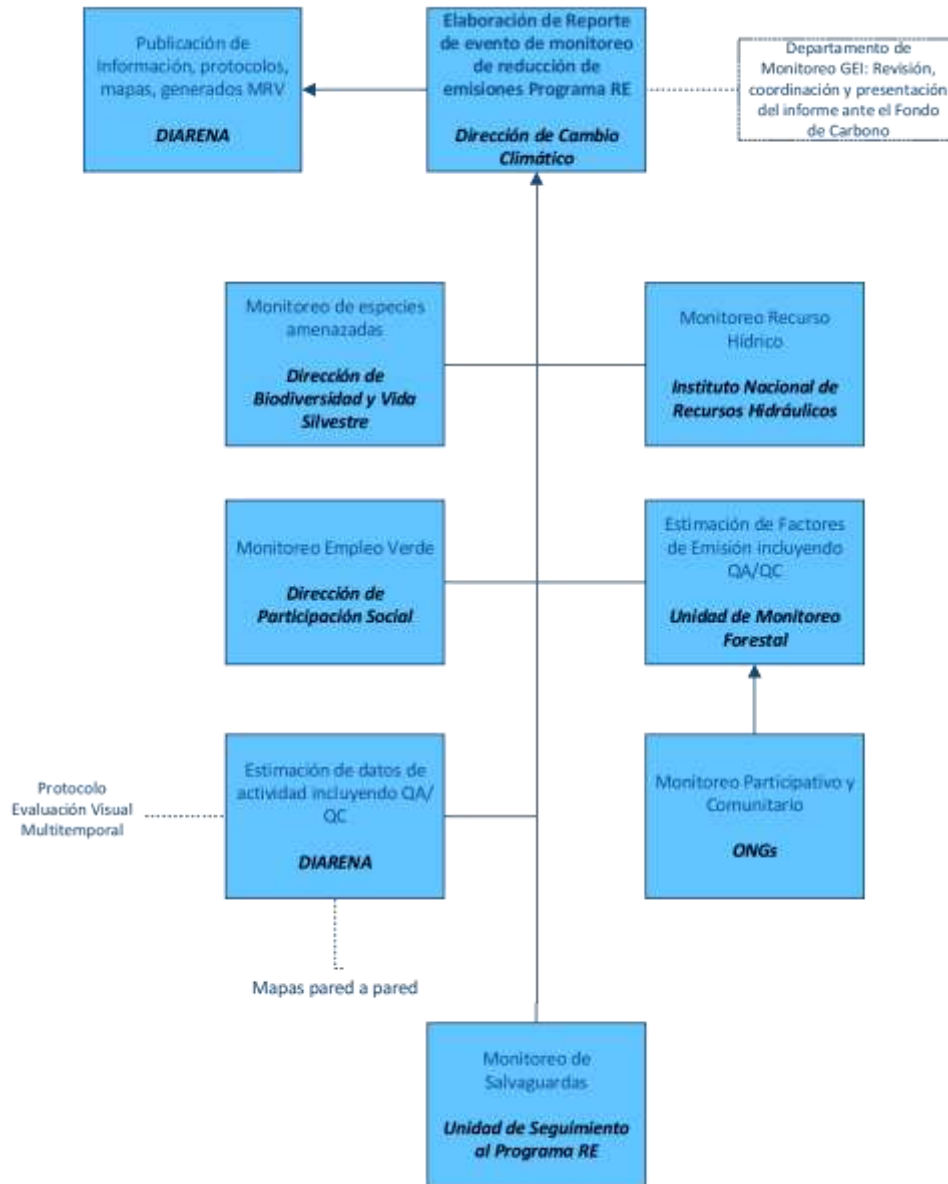 Publicación de
Información, protocolos,
mapas, generados MRV
DIARENA
Elaboración de Reporte
de evento de monitoreo
de reducción de
emisiones Programa RE
Dirección de Cambio
Climático
Departamento de
Monitoreo GEI: Revisión,
coordinación y presentación
del informe ante el Fondo
de Carbono
Monitoreo de especies
amenazadas
Dirección de
Biodiversidad y Vida
Silvestre
Monitoreo Recurso
Hídrico
Instituto Nacional de
Recursos Hidráulicos
Monitoreo Empleo Verde
Dirección de
Participación Social
Estimación de Factores
de Emisión incluyendo
QA/QC
Unidad de Monitoreo
Forestal
Protocolo
Evaluación Visual
Multitemporal
Estimación de datos de
actividad incluyendo QA/
QC
DIARENA
Monitoreo Participativo y
Comunitario
ONGs
Mapas pared a pared
Monitoreo de
Salvaguardas
Unidad de Seguimiento
al Programa RE